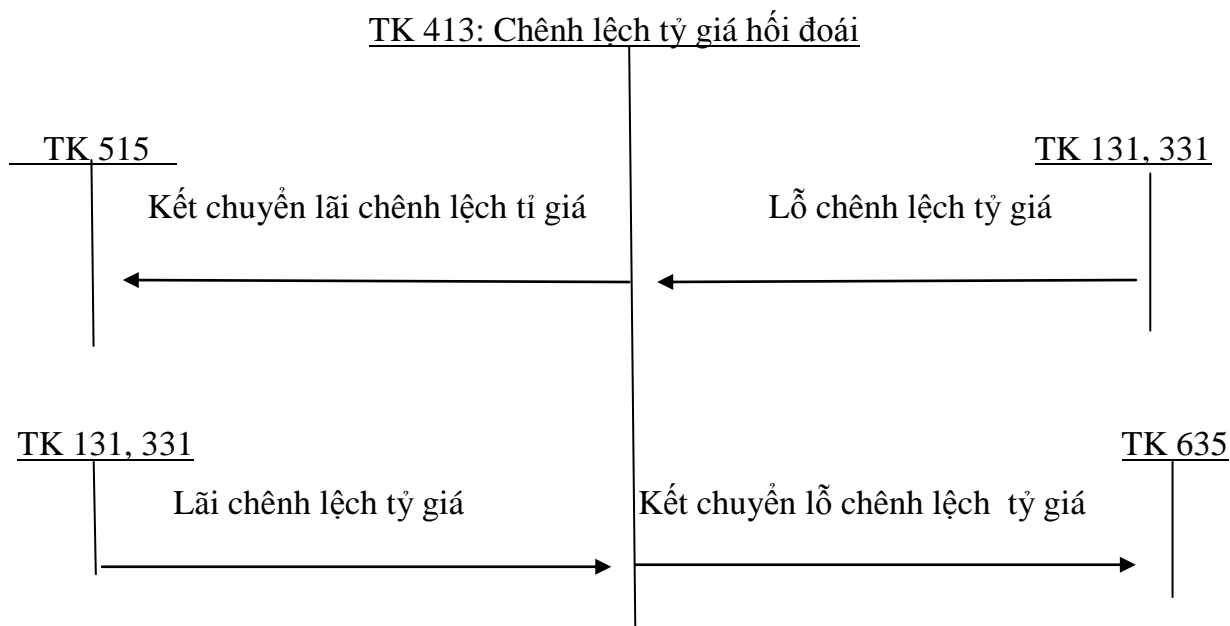 TK 413: Chênh lệch tỷ giá hối đoái
TK 515
TK 131, 331
Kết chuyển lãi chênh lệch tỉ giá
Lỗ chênh lệch tỷ giá
TK 131, 331
TK 635
Lãi chênh lệch tỷ giá
Kết chuyển lỗ chênh lệch tỷ giá